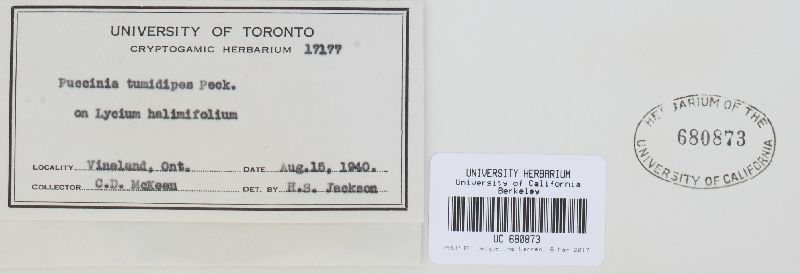 UNIVERSITY OF TORONTO
CRYPTOGAMIC HERBARIUM 17177
Puccinia tumidipes Peck.
on Lycium halimifolium
LOCALITY Vineland, Ont. DATE Aug.15, 1940.
COLLECTOR C.D. McKeen DET. BY H.S. Jackson
HERBARIUM OF THE
680873
UNIVERSITY OF CALIFORNIA
UNIVERSITY HERBARIUM
University of California
Berkeley
UC 680873
2017